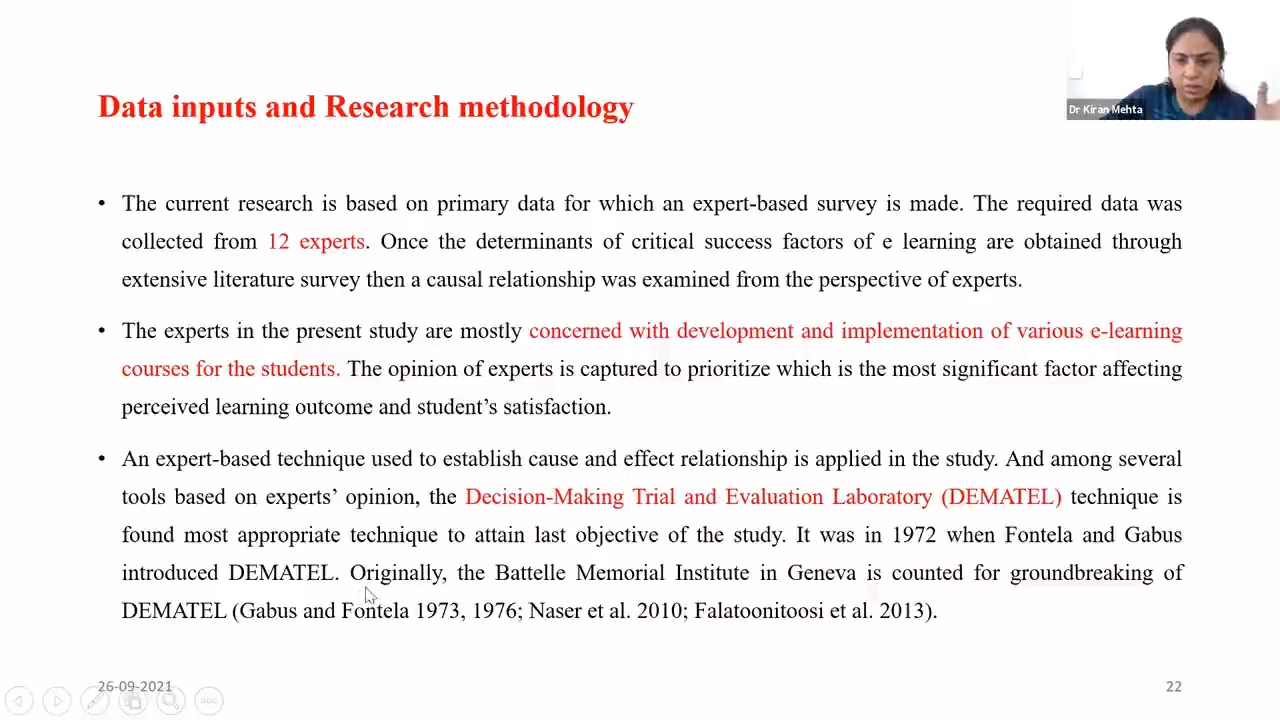 Dr Kiran Mehta
Data inputs and Research methodology
• The current research is based on primary data for which an expert-based survey is made. The required data was
collected from 12 experts. Once the determinants of critical success factors of e learning are obtained through
extensive literature survey then a causal relationship was examined from the perspective of experts.
• The experts in the present study are mostly concerned with development and implementation of various e-learning
courses for the students. The opinion of experts is captured to prioritize which is the most significant factor affecting
perceived learning outcome and student’s satisfaction.
• An expert-based technique used to establish cause and effect relationship is applied in the study. And among several
tools based on experts’ opinion, the Decision-Making Trial and Evaluation Laboratory (DEMATEL) technique is
found most appropriate technique to attain last objective of the study. It was in 1972 when Fontela and Gabus
introduced DEMATEL. Originally, the Battelle Memorial Institute in Geneva is counted for groundbreaking of
DEMATEL (Gabus and Fontela 1973, 1976; Naser et al. 2010; Falatoonitoosi et al. 2013).
26-09-2021
22